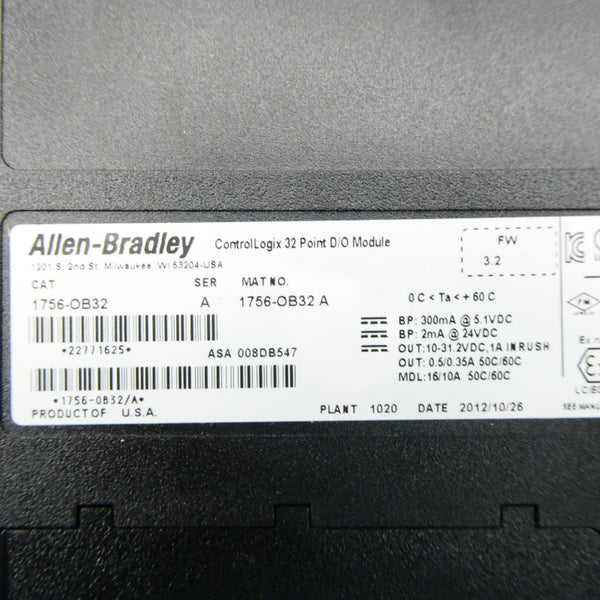 Allen-Bradley ControlLogix 32 Point D/O Module
1201 S. 2nd St. Milwaukee, WI 53204-USA
FW
3.2
CAT SER MAT NO.
1756-OB32 A 1756-OB32 A
0 C < Ta < + 60 C
BP: 300mA @ 5.1VDC
BP: 2mA @ 24VDC
OUT: 10-31.2VDC, 1A INRUSH
OUT: 0.5/0.35A 50C/60C
MDL: 16/10A 50C/60C
*22771625* ASA 008DB547
*1756-OB32/A*
PRODUCT OF U.S.A. PLANT 1020 DATE 2012/10/26
FM
Ex n
SEE MANU